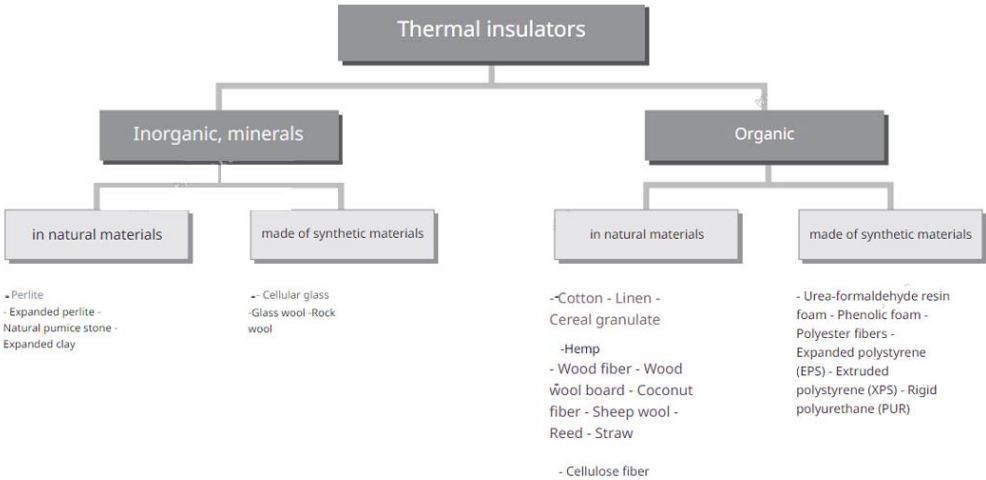 Thermal insulators
Inorganic, minerals
Organic
in natural materials
made of synthetic materials
in natural materials
made of synthetic materials
- Perlite
- Expanded perlite -
Natural pumice stone -
Expanded clay
- - Cellular glass
-Glass wool -Rock
wool
- Cotton - Linen -
Cereal granulate
-Hemp
- Wood fiber - Wood
wool board - Coconut
fiber - Sheep wool -
Reed - Straw
- Cellulose fiber
- Urea-formaldehyde resin
foam - Phenolic foam -
Polyester fibers -
Expanded polystyrene
(EPS) - Extruded
polystyrene (XPS) - Rigid
polyurethane (PUR)